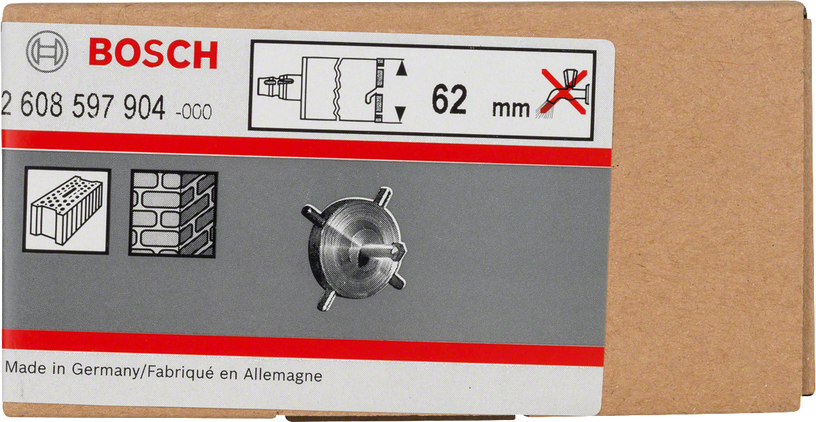 BOSCH
2 608 597 904 -000
62 mm
Made in Germany/Fabriqué en Allemagne